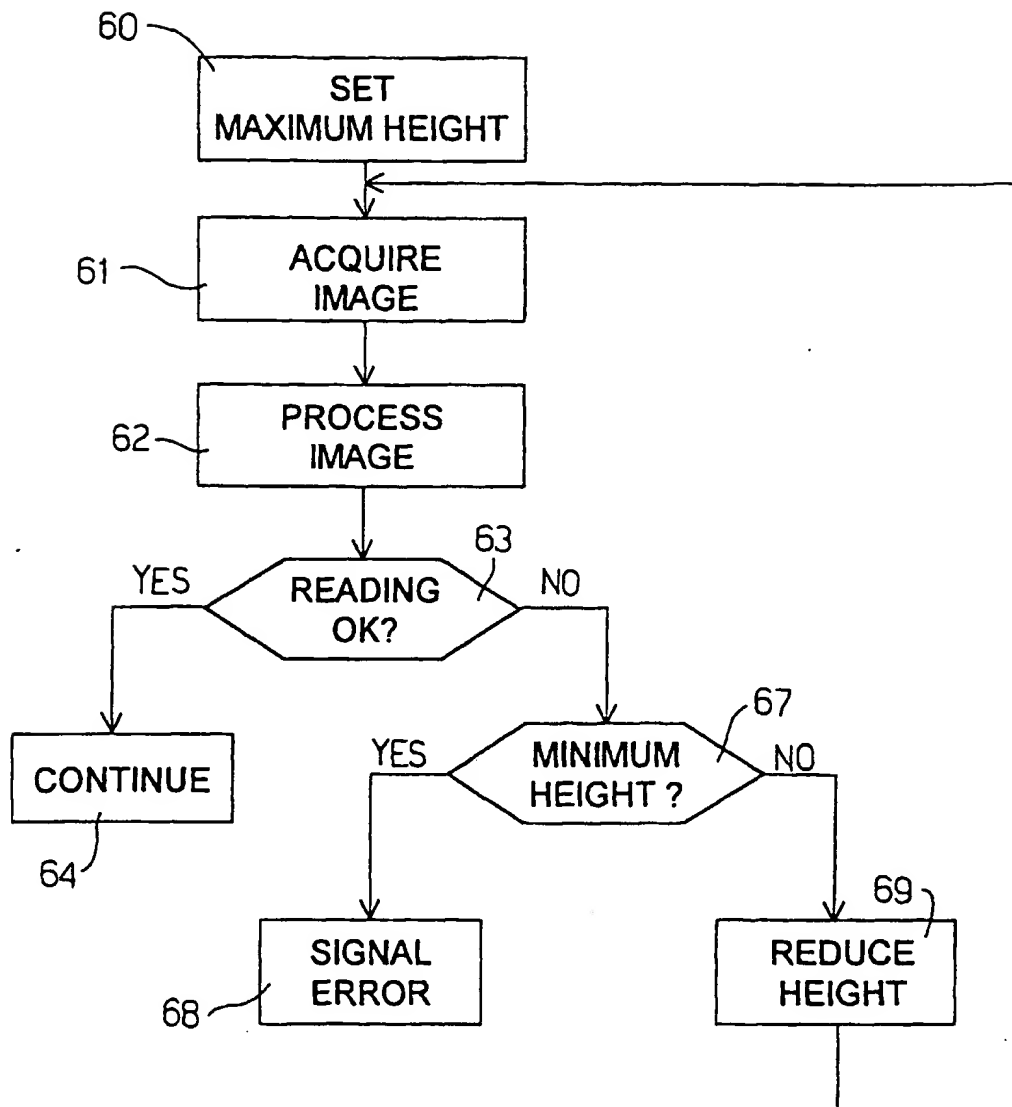 60
SET
MAXIMUM HEIGHT
61
ACQUIRE
IMAGE
62
PROCESS
IMAGE
63
YES
READING
OK?
NO
67
YES
MINIMUM
HEIGHT ?
NO
CONTINUE
64
69
SIGNAL
ERROR
68
REDUCE
HEIGHT